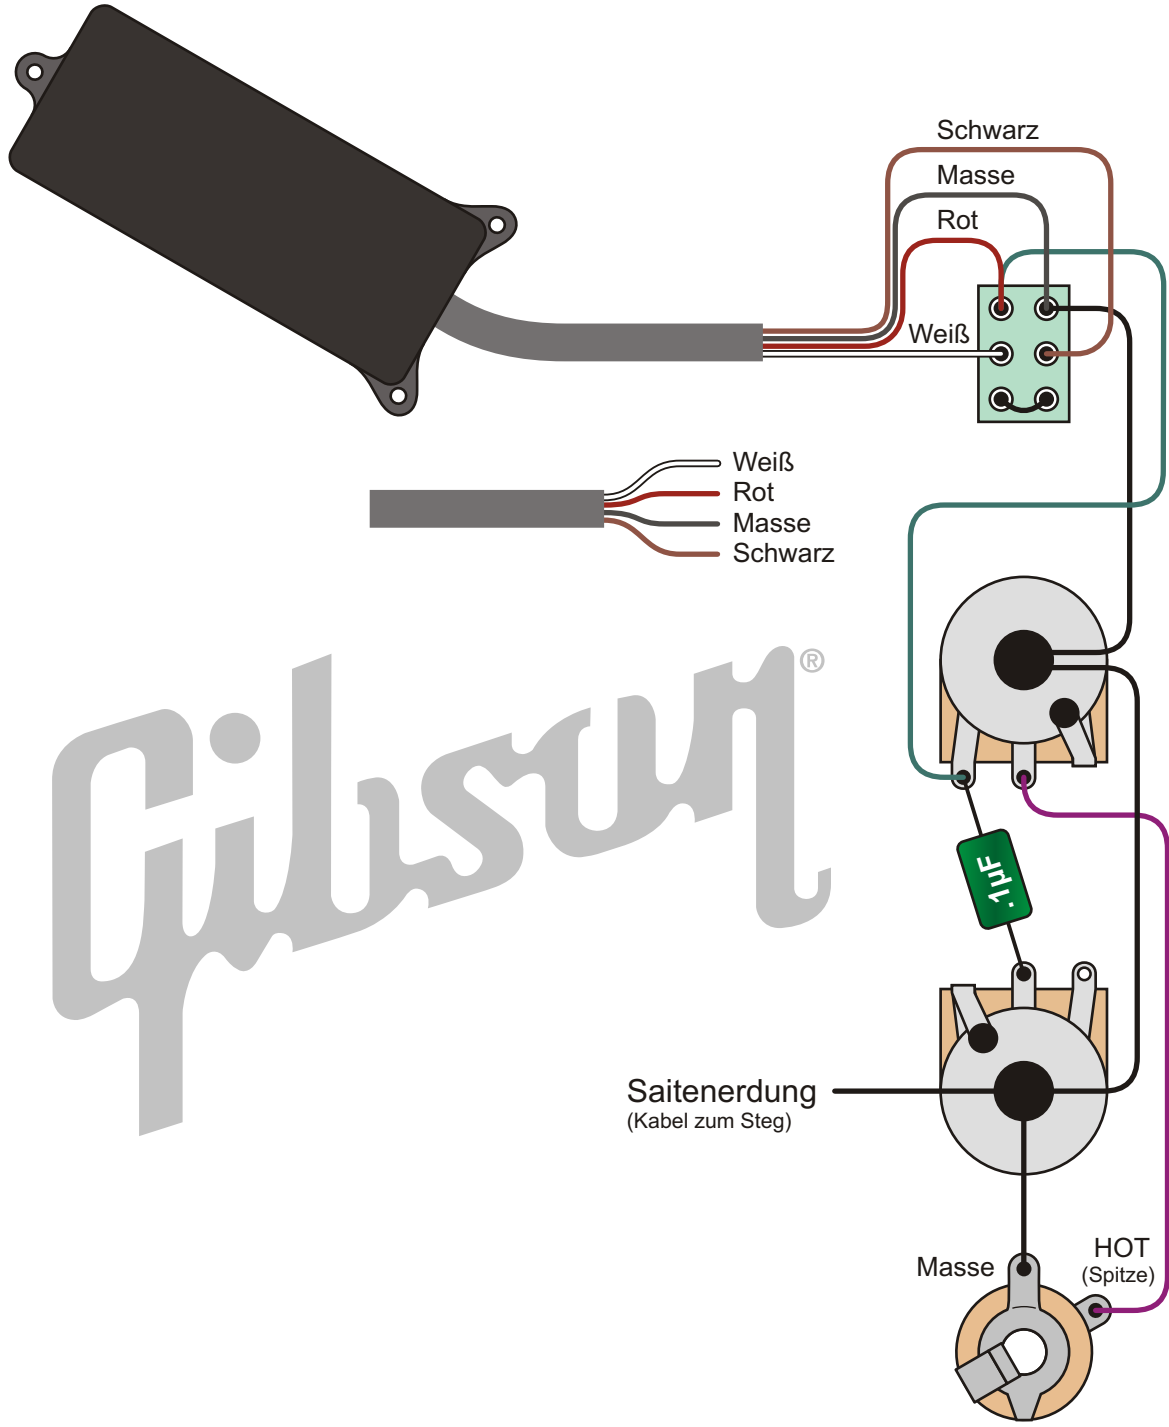 Schwarz
Masse
Rot
Weiß
Weiß
Rot
Masse
Schwarz
Gibson®
.1µF
Saitenerdung
(Kabel zum Steg)
Masse
HOT
(Spitze)